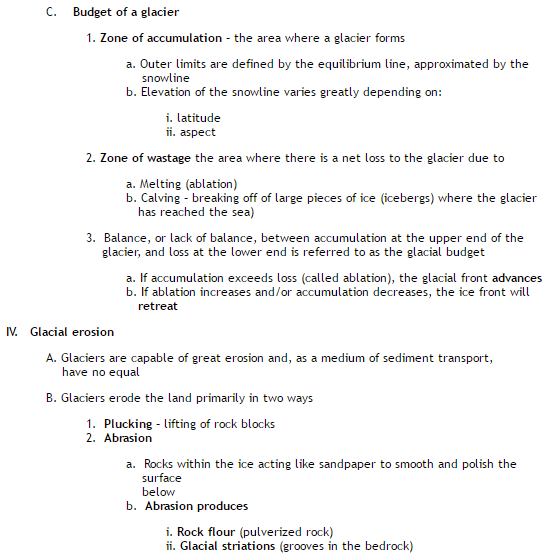 C. Budget of a glacier
1. Zone of accumulation - the area where a glacier forms
a. Outer limits are defined by the equilibrium line, approximated by the
snowline
b. Elevation of the snowline varies greatly depending on:
i. latitude
ii. aspect
2. Zone of wastage the area where there is a net loss to the glacier due to
a. Melting (ablation)
b. Calving - breaking off of large pieces of ice (icebergs) where the glacier
has reached the sea)
3. Balance, or lack of balance, between accumulation at the upper end of the
glacier, and loss at the lower end is referred to as the glacial budget
a. If accumulation exceeds loss (called ablation), the glacial front advances
b. If ablation increases and/or accumulation decreases, the ice front will
retreat
IV. Glacial erosion
A. Glaciers are capable of great erosion and, as a medium of sediment transport,
have no equal
B. Glaciers erode the land primarily in two ways
1. Plucking - lifting of rock blocks
2. Abrasion
a. Rocks within the ice acting like sandpaper to smooth and polish the
surface
below
b. Abrasion produces
i. Rock flour (pulverized rock)
ii. Glacial striations (grooves in the bedrock)